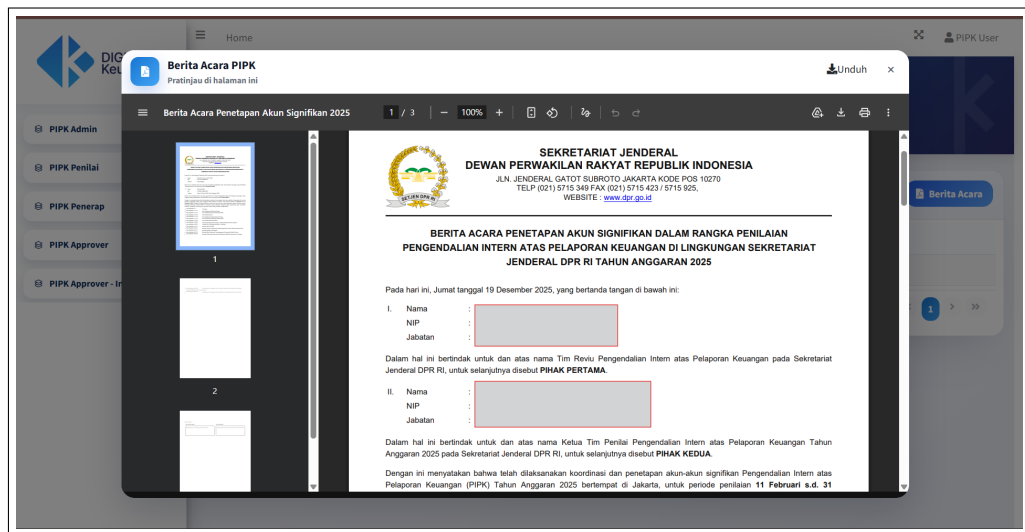 DIG
Keu
Home
PIPK User
PIPK Admin
PIPK Penilai
PIPK Penerap
PIPK Approver
PIPK Approver - In
Berita Acara
1
Berita Acara PIPK
Pratinjau di halaman ini
Unduh
Berita Acara Penetapan Akun Signifikan 2025
1 / 3
100%
1
2
SETJEN DPR RI
SEKRETARIAT JENDERAL
DEWAN PERWAKILAN RAKYAT REPUBLIK INDONESIA
JLN. JENDERAL GATOT SUBROTO JAKARTA KODE POS 10270
TELP (021) 5715 349 FAX (021) 5715 423 / 5715 925,
WEBSITE : www.dpr.go.id
BERITA ACARA PENETAPAN AKUN SIGNIFIKAN DALAM RANGKA PENILAIAN
PENGENDALIAN INTERN ATAS PELAPORAN KEUANGAN DI LINGKUNGAN SEKRETARIAT
JENDERAL DPR RI TAHUN ANGGARAN 2025
Pada hari ini, Jumat tanggal 19 Desember 2025, yang bertanda tangan di bawah ini:
I. Nama :
NIP :
Jabatan :
Dalam hal ini bertindak untuk dan atas nama Tim Reviu Pengendalian Intern atas Pelaporan Keuangan pada Sekretariat
Jenderal DPR RI, untuk selanjutnya disebut PIHAK PERTAMA.
II. Nama :
NIP :
Jabatan :
Dalam hal ini bertindak untuk dan atas nama Ketua Tim Penilai Pengendalian Intern atas Pelaporan Keuangan Tahun
Anggaran 2025 pada Sekretariat Jenderal DPR RI, untuk selanjutnya disebut PIHAK KEDUA.
Dengan ini menyatakan bahwa telah dilaksanakan koordinasi dan penetapan akun-akun signifikan Pengendalian Intern atas
Pelaporan Keuangan (PIPK) Tahun Anggaran 2025 bertempat di Jakarta, untuk periode penilaian 11 Februari s.d. 31